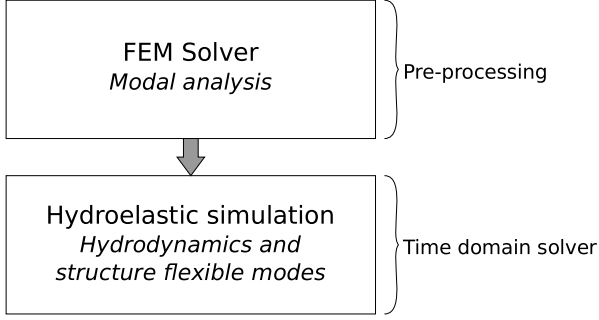 FEM Solver
Modal analysis
Pre-processing
Hydroelastic simulation
Hydrodynamics and
structure flexible modes
Time domain solver